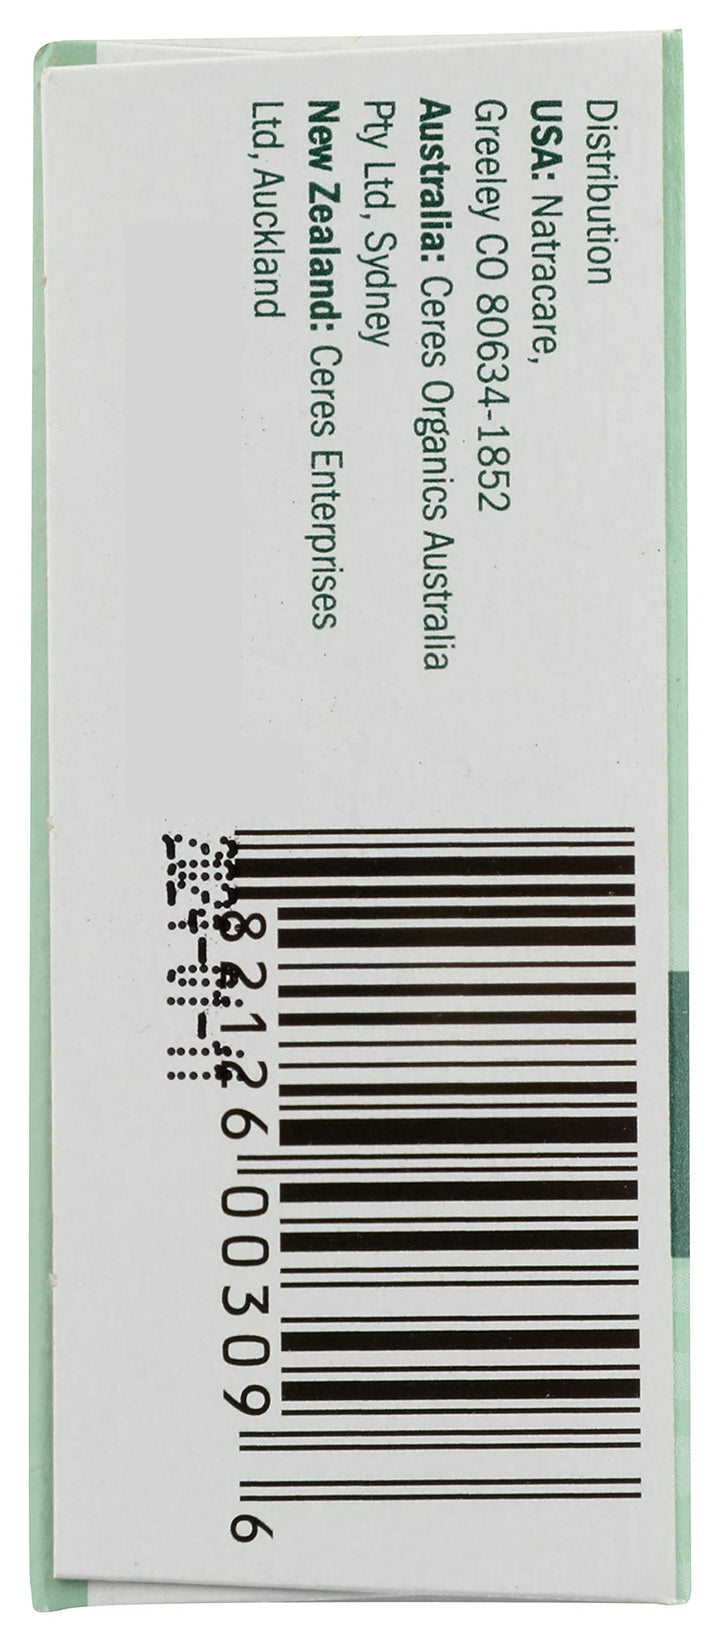 Distribution
USA: Natracare,
Greeley CO 80634-1852
Australia: Ceres Organics Australia
Pty Ltd, Sydney
New Zealand: Ceres Enterprises
Ltd, Auckland
82126 00309 6